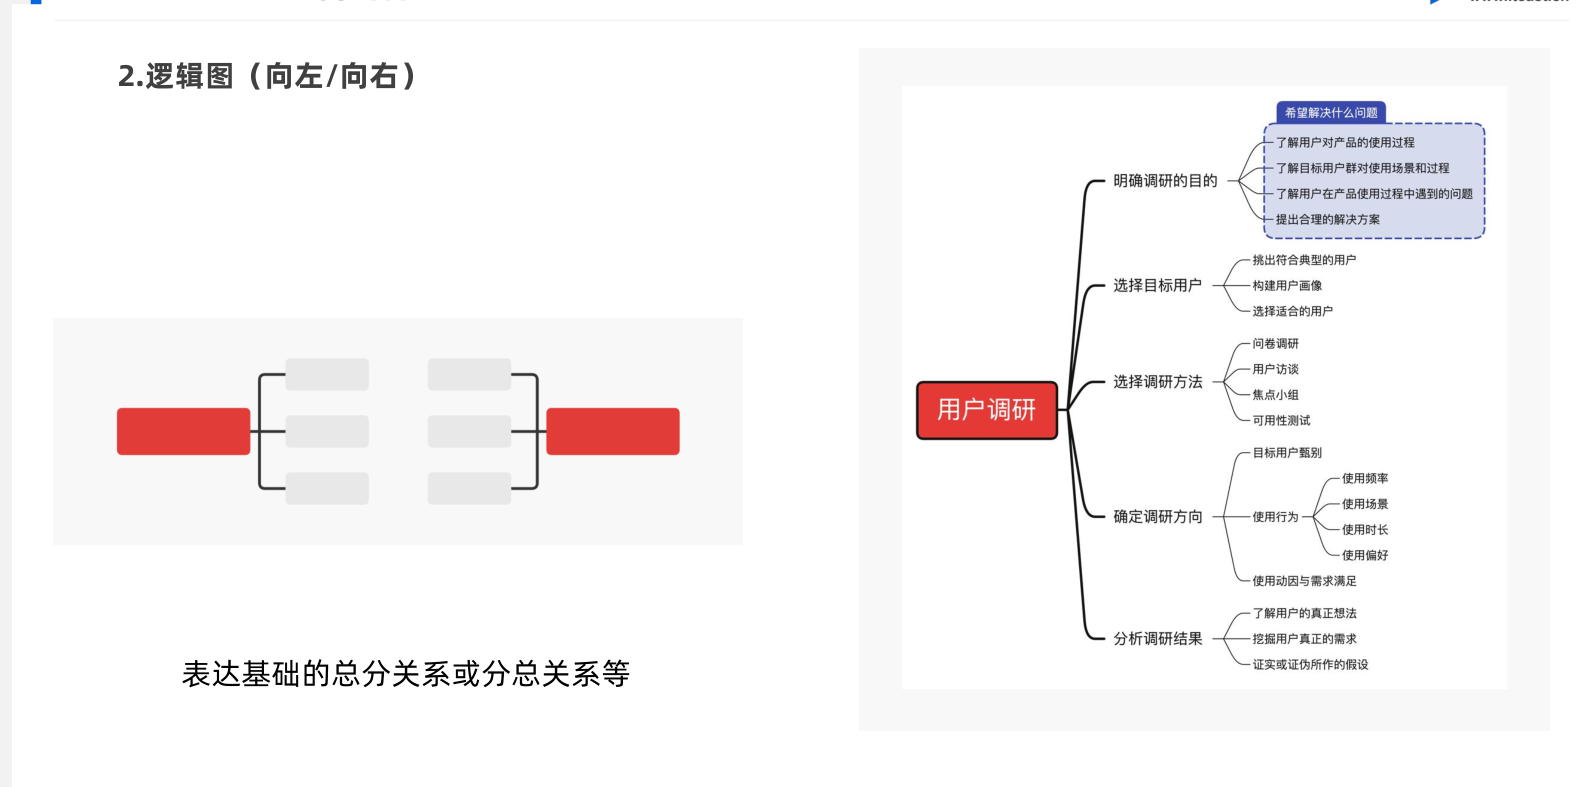 2.逻辑图（向左/向右）
表达基础的总分关系或分总关系等
希望解决什么问题
了解用户对产品的使用过程
了解目标用户群对使用场景和过程
了解用户在产品使用过程中遇到的问题
提出合理的解决方案
明确调研的目的
挑出符合典型的用户
选择目标用户
构建用户画像
选择适合的用户
问卷调研
用户访谈
选择调研方法
焦点小组
可用性测试
用户调研
目标用户甄别
使用频率
使用场景
确定调研方向
使用行为
使用时长
使用偏好
使用动因与需求满足
了解用户的真正想法
分析调研结果
挖掘用户真正的需求
证实或证伪所作的假设